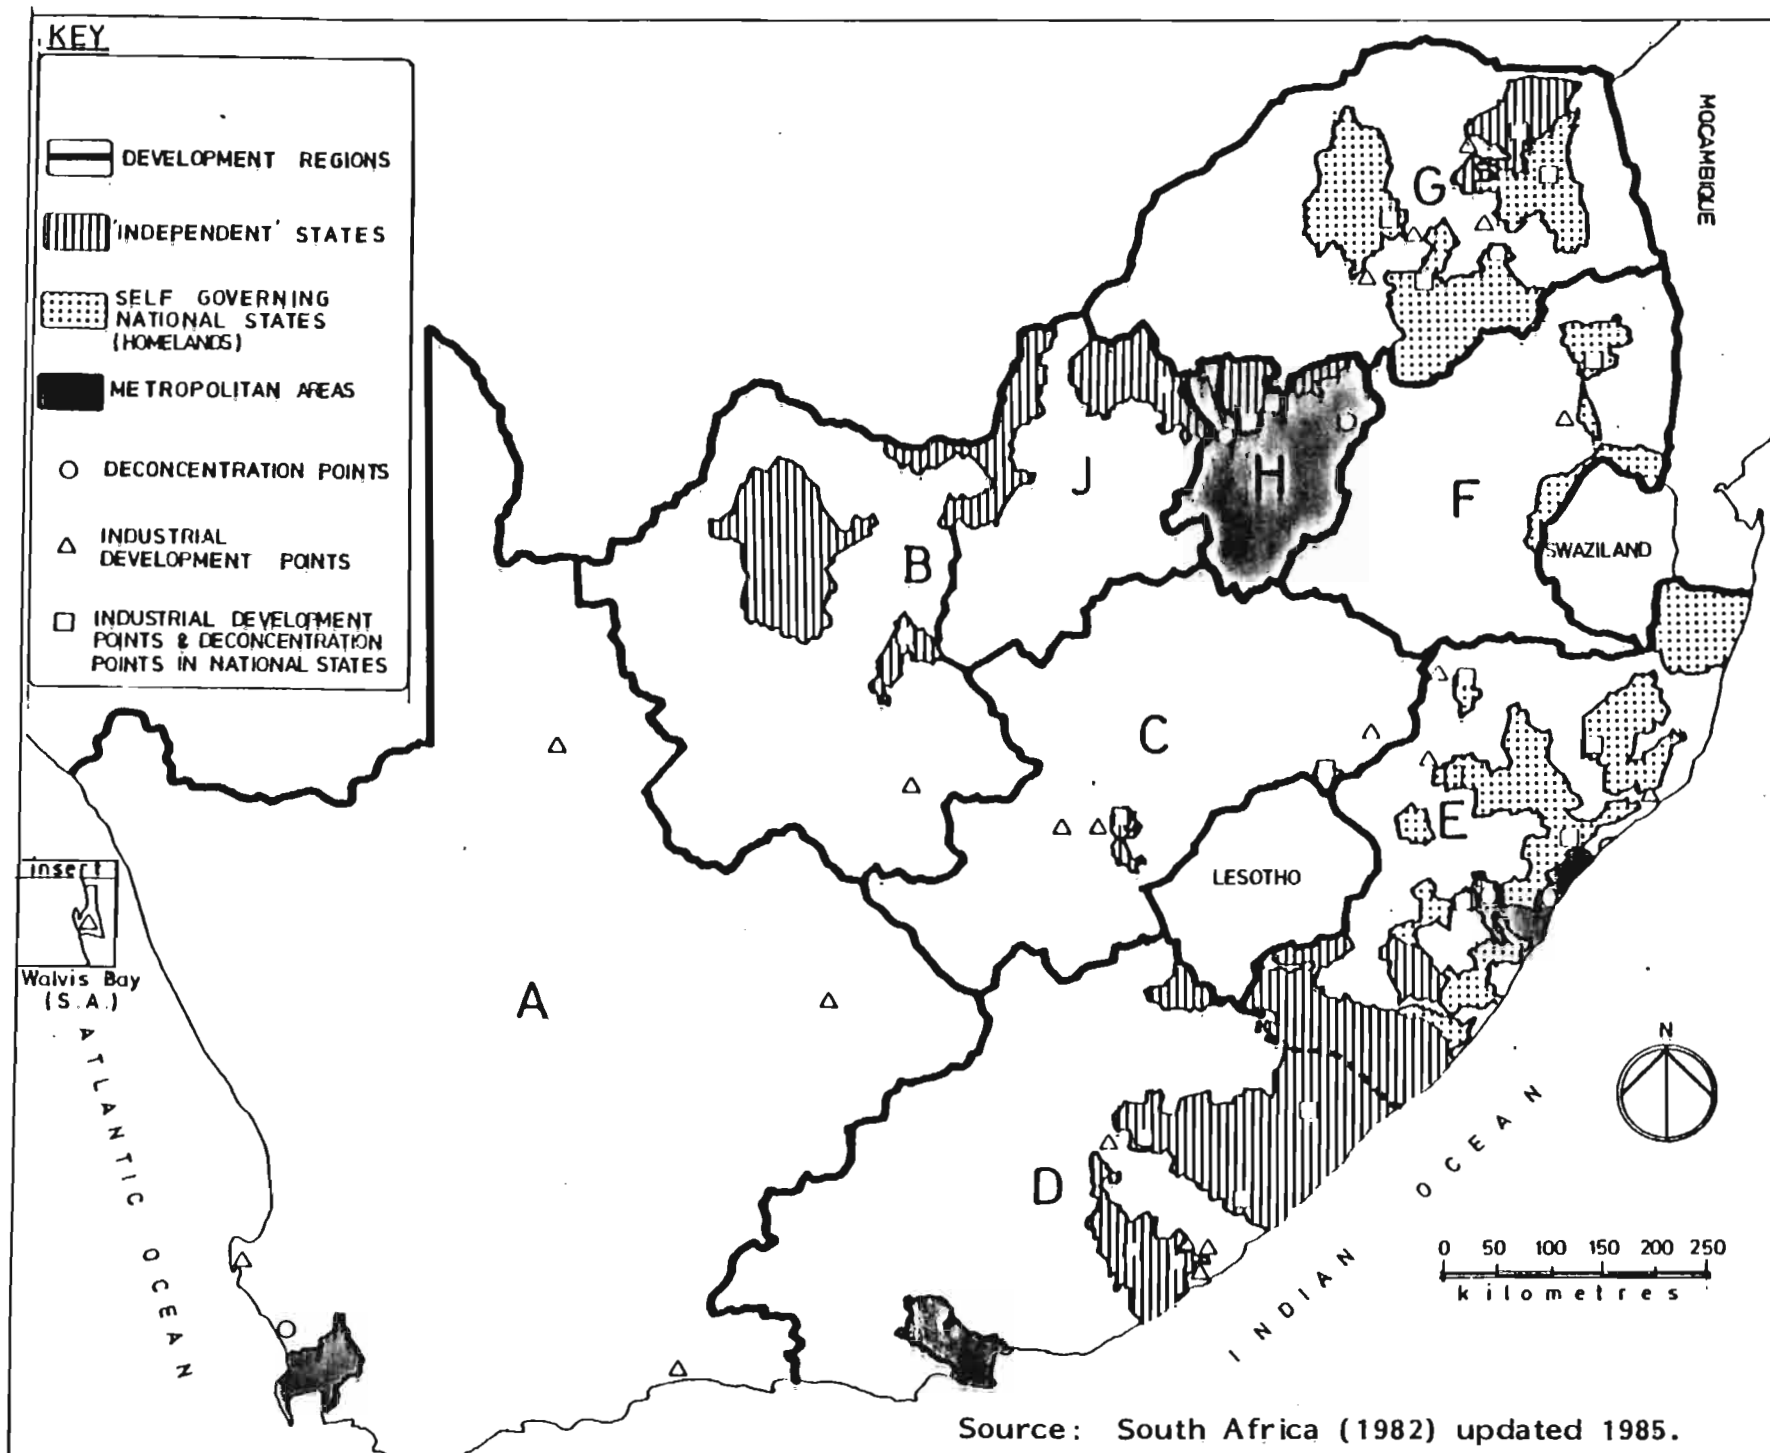 KEY
DEVELOPMENT REGIONS
'INDEPENDENT' STATES
SELF GOVERNING
NATIONAL STATES
(HOMELANDS)
METROPOLITAN AREAS
DECONCENTRATION POINTS
INDUSTRIAL
DEVELOPMENT POINTS
INDUSTRIAL DEVELOPMENT
POINTS & DECONCENTRATION
POINTS IN NATIONAL STATES
MOCAMBIQUE
G
J
H
F
B
SWAZILAND
C
E
LESOTHO
insert
Walvis Bay
(S.A.)
A
D
N
ATLANTIC OCEAN
INDIAN OCEAN
0 50 100 150 200 250
kilometres
Source: South Africa (1982) updated 1985.